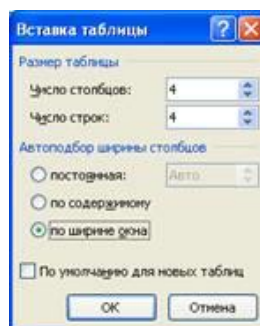 Вставка таблицы
Размер таблицы
Число столбцов: 4
Число строк: 4
Автоподбор ширины столбцов
постоянная: Авто
по содержимому
по ширине окна
По умолчанию для новых таблиц
ОК Отмена